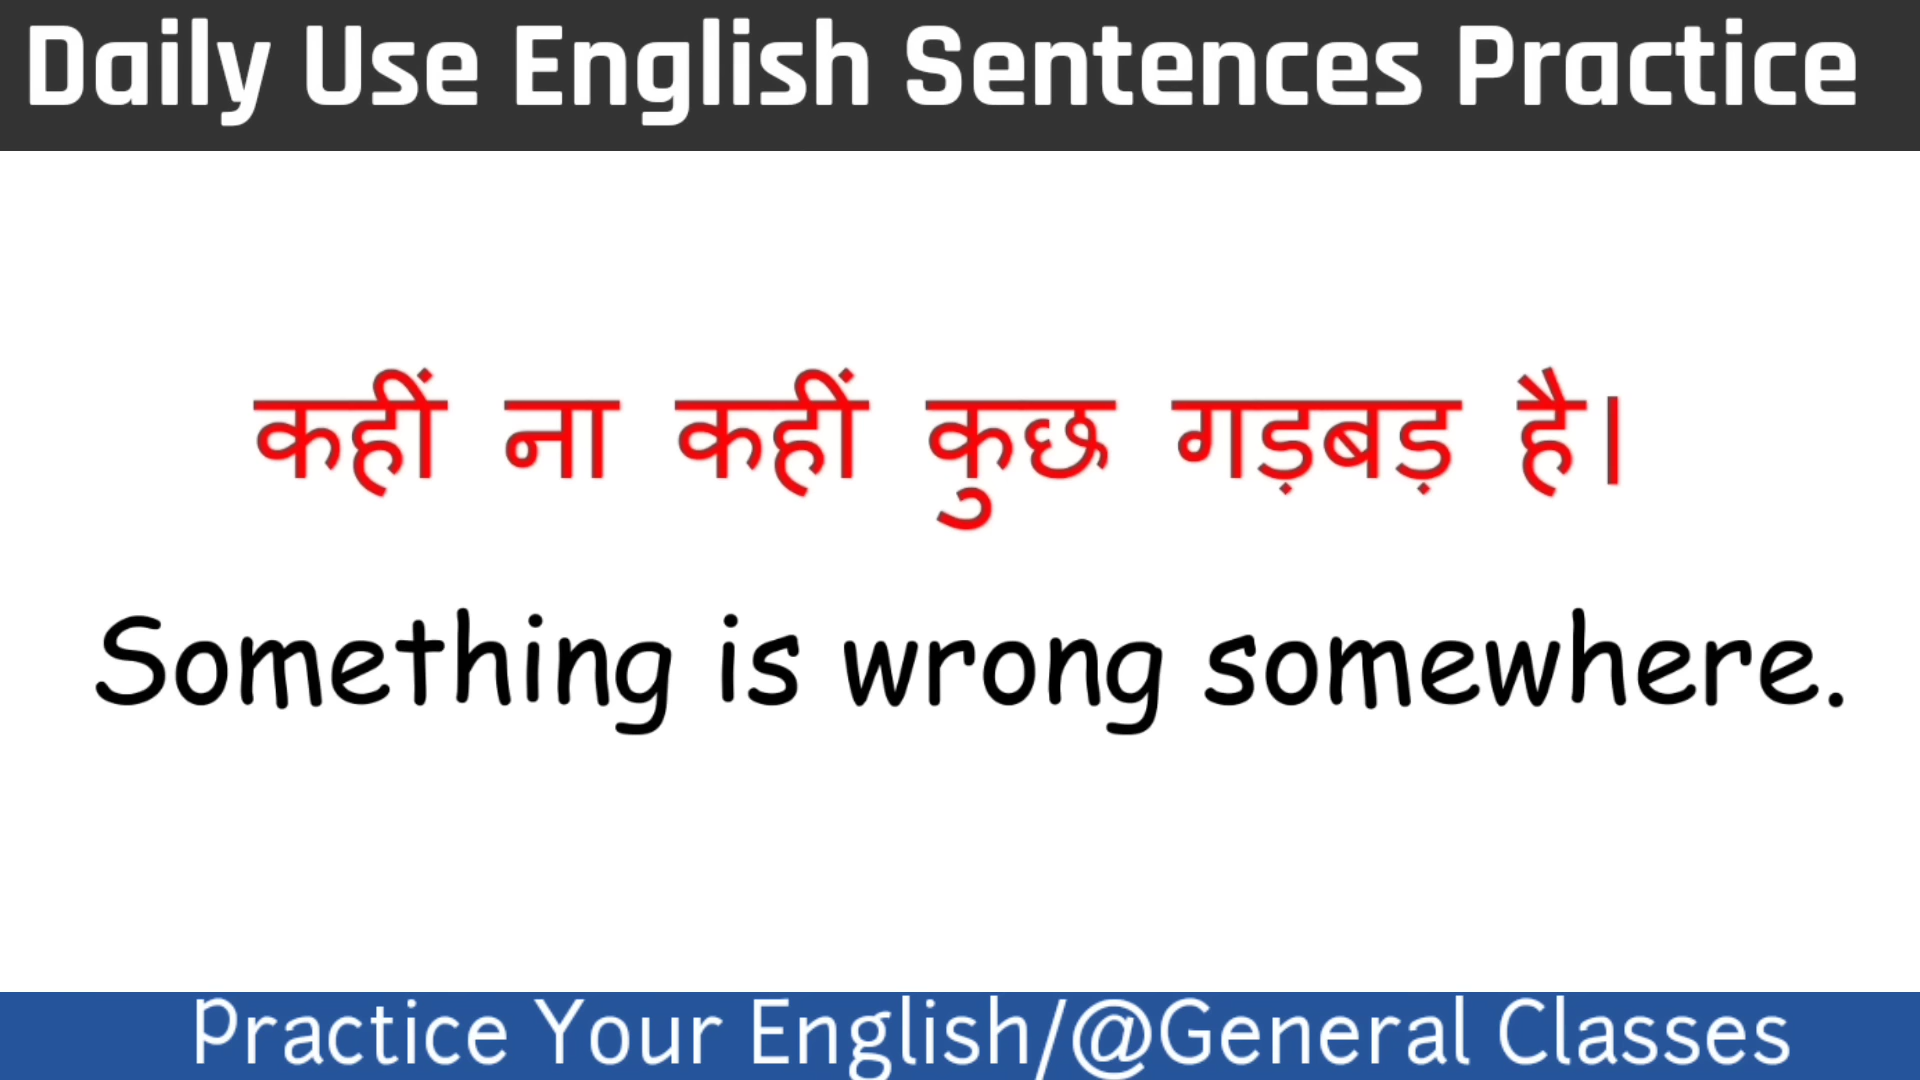 Daily Use English Sentences Practice
कहीं ना कहीं कुछ गड़बड़ है।
Something is wrong somewhere.
Practice Your English/@General Classes